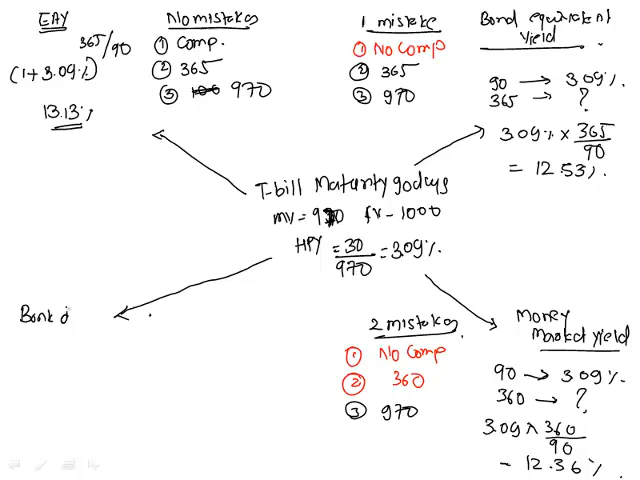 EAY
(1+3.09%)^365/90
13.13%
No mistakes
① Comp.
② 365
③ 970
1 mistake
① No Comp
② 365
③ 970
Bond equivalent
yield
90 → 3.09%
365 → ?
3.09% × 365/90
= 12.53%
T-bill Maturity 90 days
mv = 970 fv - 1000
HPY = 30/970 = 3.09%
Bank d
2 mistakes
① No Comp
② 360
③ 970
Money
Market yield
90 → 3.09%
360 → ?
3.09 × 360/90
- 12.36%